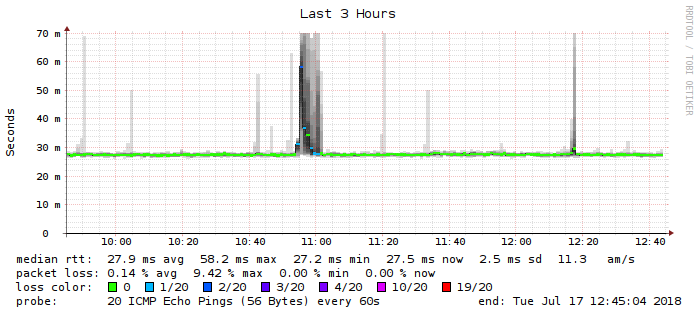 Last 3 Hours
RRDTOOL / TOBI OETIKER
Seconds
70 m
60 m
50 m
40 m
30 m
20 m
10 m
0
10:00 10:20 10:40 11:00 11:20 11:40 12:00 12:20 12:40
median rtt: 27.9 ms avg 58.2 ms max 27.2 ms min 27.5 ms now 2.5 ms sd 11.3 am/s
packet loss: 0.14 % avg 9.42 % max 0.00 % min 0.00 % now
loss color: 0 1/20 2/20 3/20 4/20 10/20 19/20
probe: 20 ICMP Echo Pings (56 Bytes) every 60s end: Tue Jul 17 12:45:04 2018